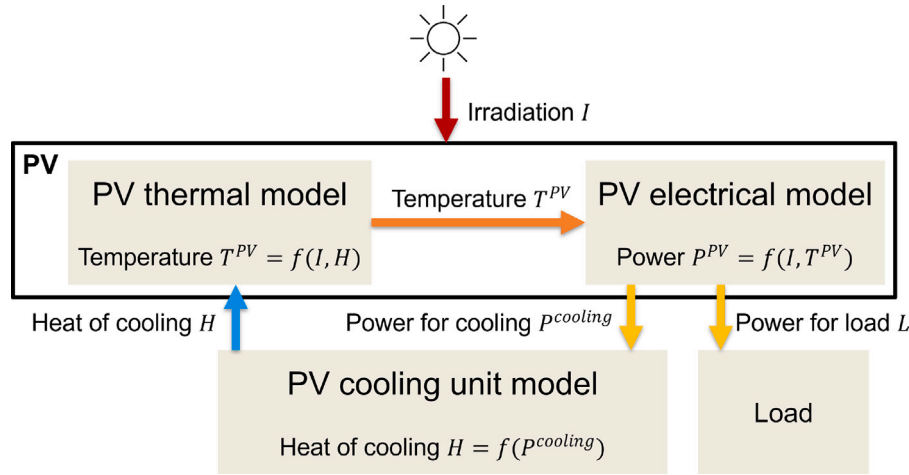 Irradiation I
PV
PV thermal model
Temperature T^PV = f(I, H)
Temperature T^PV
PV electrical model
Power P^PV = f(I, T^PV)
Heat of cooling H
Power for cooling P^cooling
Power for load L
PV cooling unit model
Heat of cooling H = f(P^cooling)
Load